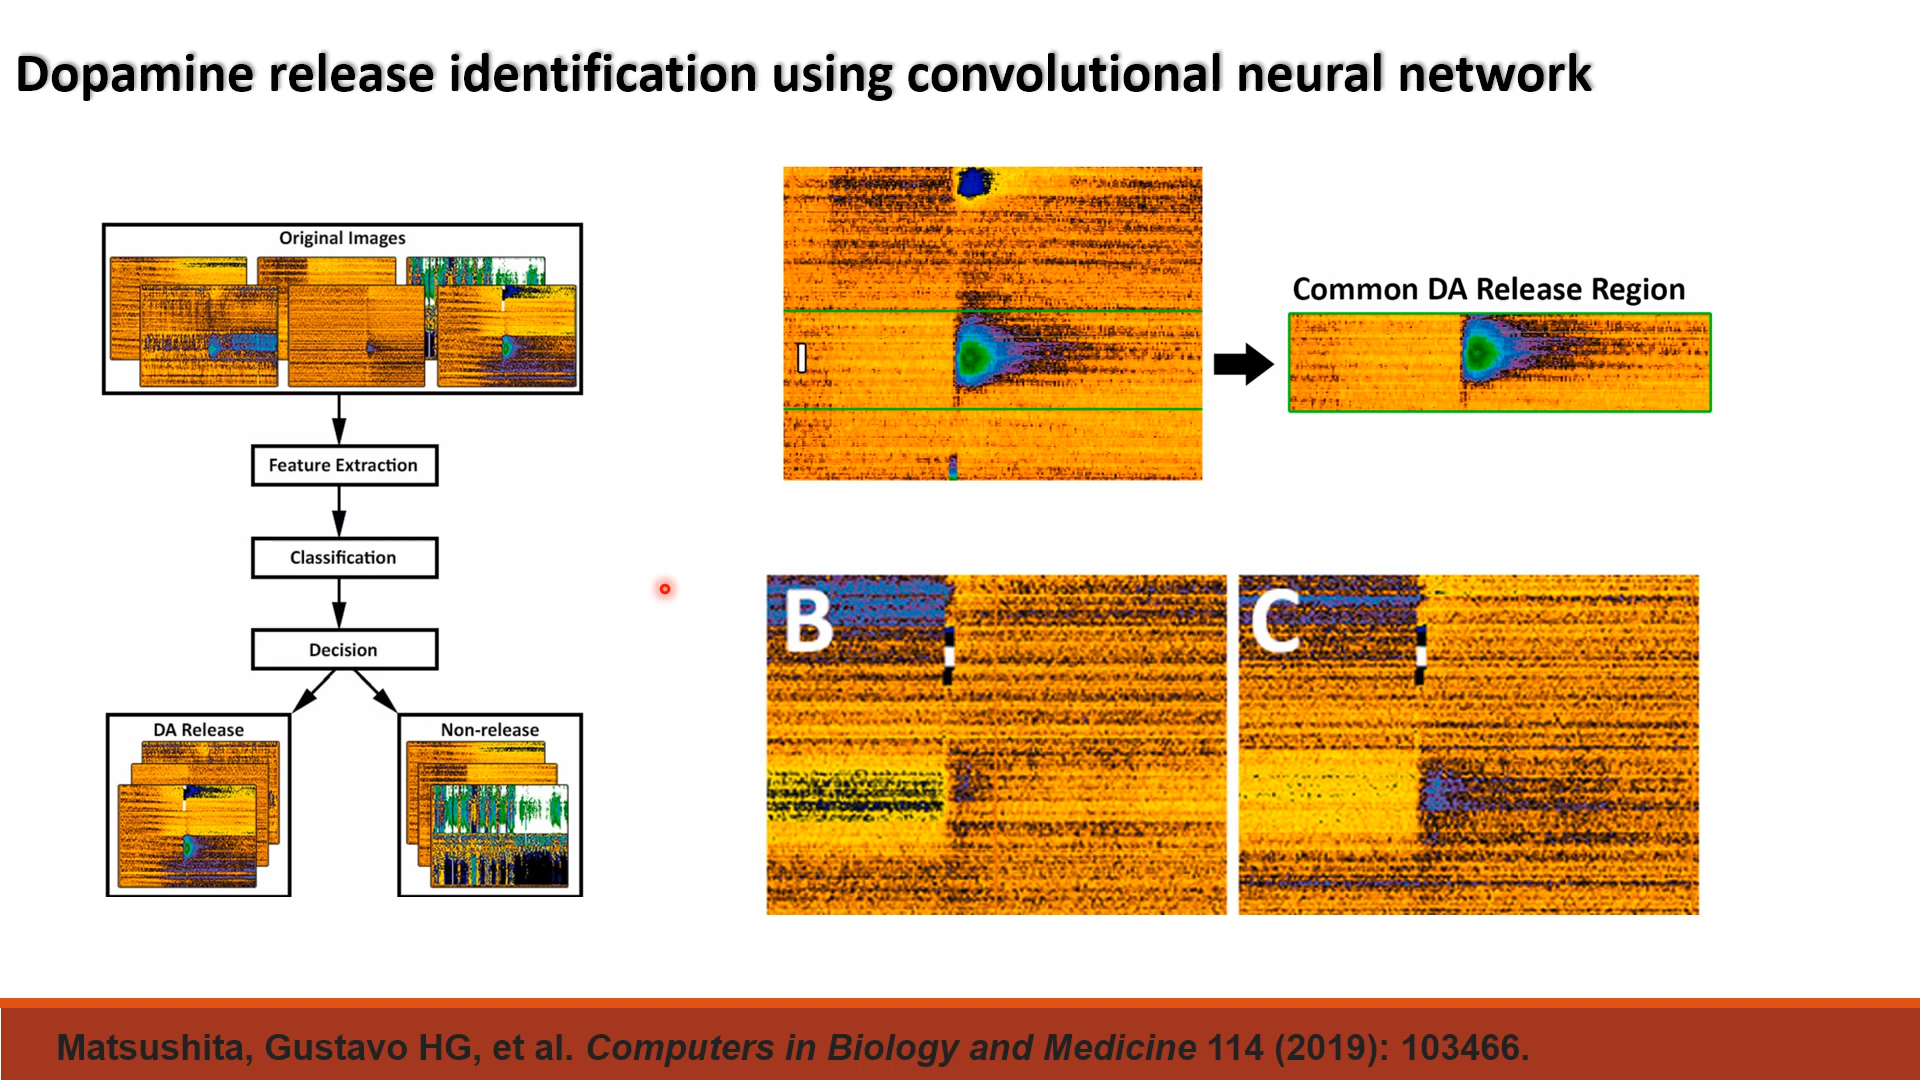 Dopamine release identification using convolutional neural network
Original Images
Feature Extraction
Classification
Decision
DA Release
Non-release
Common DA Release Region
B
C
Matsushita, Gustavo HG, et al. Computers in Biology and Medicine 114 (2019): 103466.